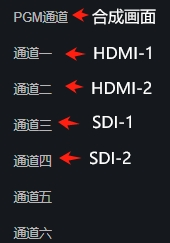 PGM通道 合成画面
通道一 HDMI-1
通道二 HDMI-2
通道三 SDI-1
通道四 SDI-2
通道五
通道六